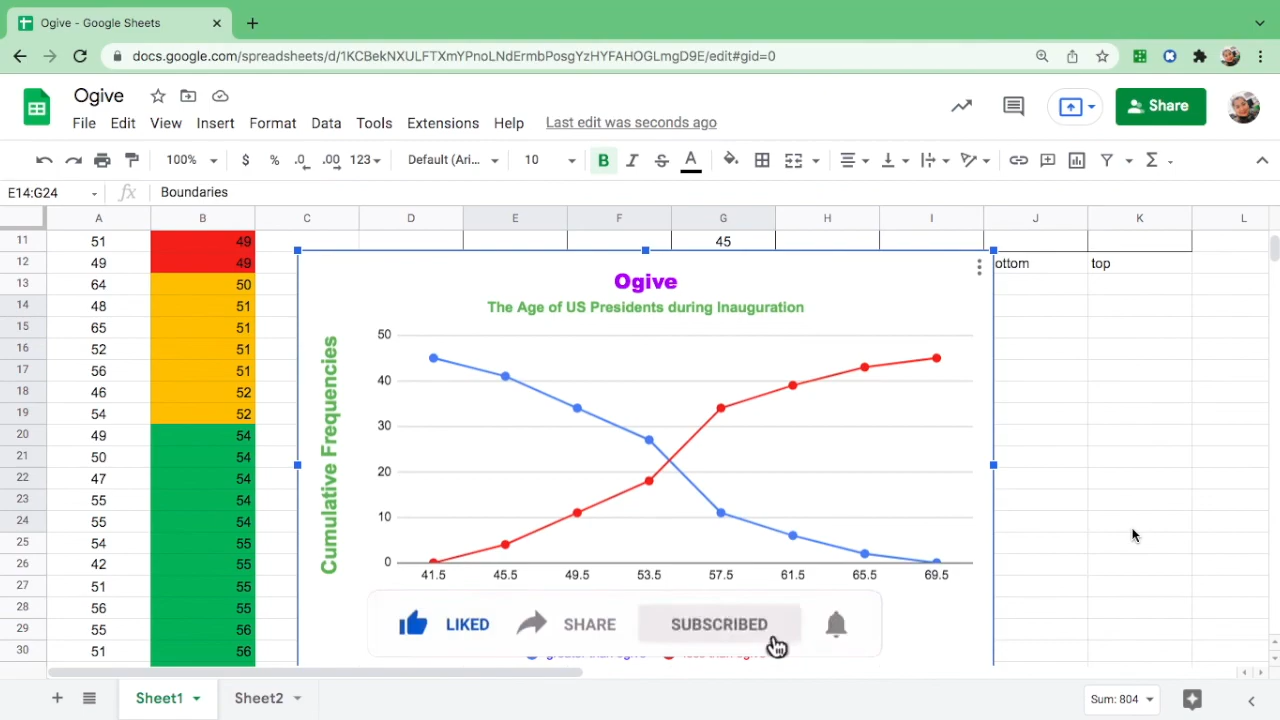 Ogive - Google Sheets
docs.google.com/spreadsheets/d/1KCBekNXULFTXmYPnoLNdErmbPosgYzHYFAHOGLmgD9E/edit#gid=0
Ogive
File Edit View Insert Format Data Tools Extensions Help Last edit was seconds ago
Share
100% $ % .0 .00 123 Default (Ari... 10 B I S A
E14:G24 fx Boundaries
A B C D E F G H I J K L
11 51 49 45
12 49 49 ottom top
13 64 50
14 48 51
15 65 51
16 52 51
17 56 51
18 46 52
19 54 52
20 49 54
21 50 54
22 47 54
23 55 54
24 55 54
25 54 55
26 42 55
27 51 55
28 56 55
29 55 56
30 51 56
Ogive
The Age of US Presidents during Inauguration
Cumulative Frequencies
50
40
30
20
10
0
41.5 45.5 49.5 53.5 57.5 61.5 65.5 69.5
LIKED SHARE SUBSCRIBED
Sheet1 Sheet2 Sum: 804